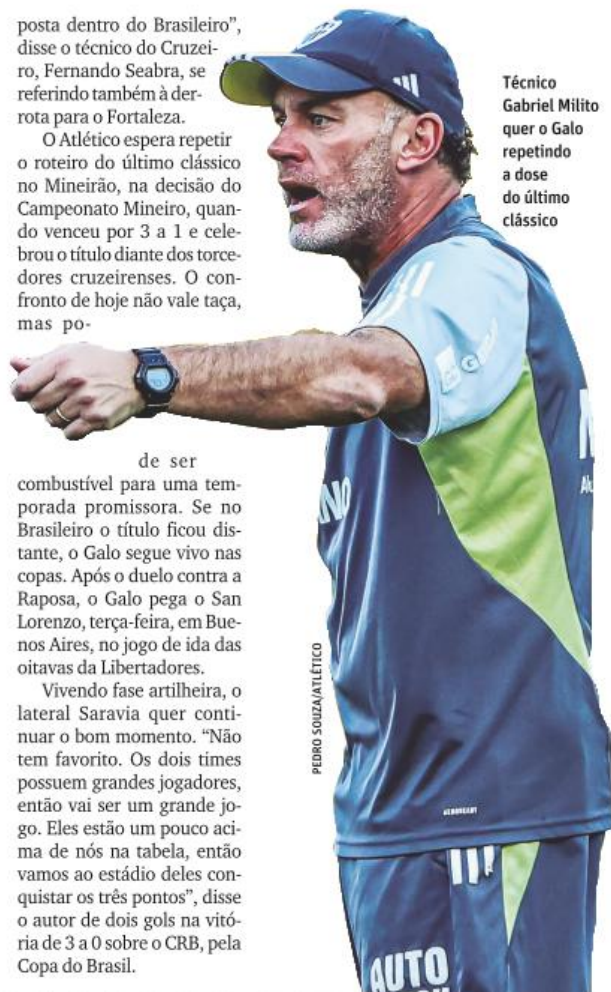 posta dentro do Brasileiro”,
disse o técnico do Cruzei-
ro, Fernando Seabra, se
referindo também à der-
rota para o Fortaleza.
O Atlético espera repetir
o roteiro do último clássico
no Mineirão, na decisão do
Campeonato Mineiro, quan-
do venceu por 3 a 1 e cele-
brou o título diante dos torce-
dores cruzeirenses. O con-
fronto de hoje não vale taça,
mas po-
de ser
combustível para uma tem-
porada promissora. Se no
Brasileiro o título ficou dis-
tante, o Galo segue vivo nas
copas. Após o duelo contra a
Raposa, o Galo pega o San
Lorenzo, terça-feira, em Bue-
nos Aires, no jogo de ida das
oitavas da Libertadores.
Vivendo fase artilheira, o
lateral Saravia quer conti-
nuar o bom momento. “Não
tem favorito. Os dois times
possuem grandes jogadores,
então vai ser um grande jo-
go. Eles estão um pouco aci-
ma de nós na tabela, então
vamos ao estádio deles con-
quistar os três pontos”, disse
o autor de dois gols na vitó-
ria de 3 a 0 sobre o CRB, pela
Copa do Brasil.
Técnico
Gabriel Milito
quer o Galo
repetindo
a dose
do último
clássico
PEDRO SOUZA/ATLÉTICO
AUTO